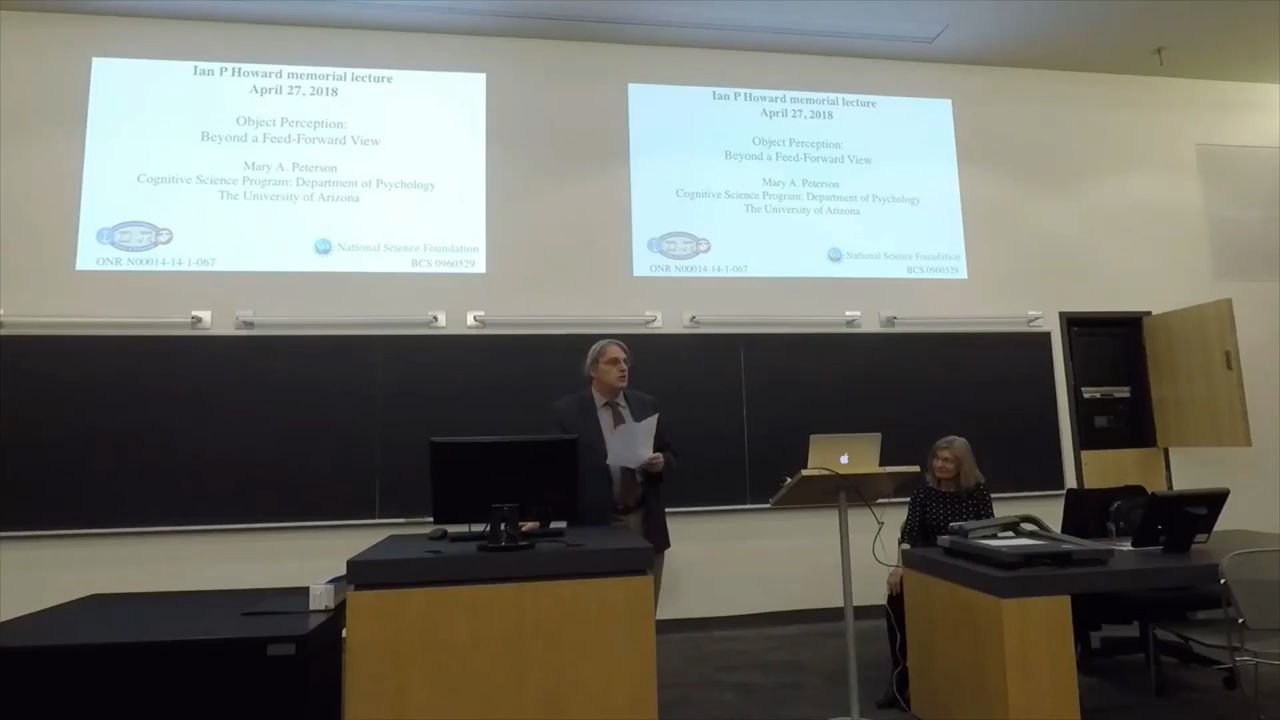 Ian P Howard memorial lecture
April 27, 2018
Object Perception:
Beyond a Feed-Forward View
Mary A. Peterson
Cognitive Science Program; Department of Psychology
The University of Arizona
National Science Foundation
ONR N00014-14-1-067
BCS 0960529
Ian P Howard memorial lecture
April 27, 2018
Object Perception:
Beyond a Feed-Forward View
Mary A. Peterson
Cognitive Science Program; Department of Psychology
The University of Arizona
National Science Foundation
ONR N00014-14-1-067
BCS 0960529